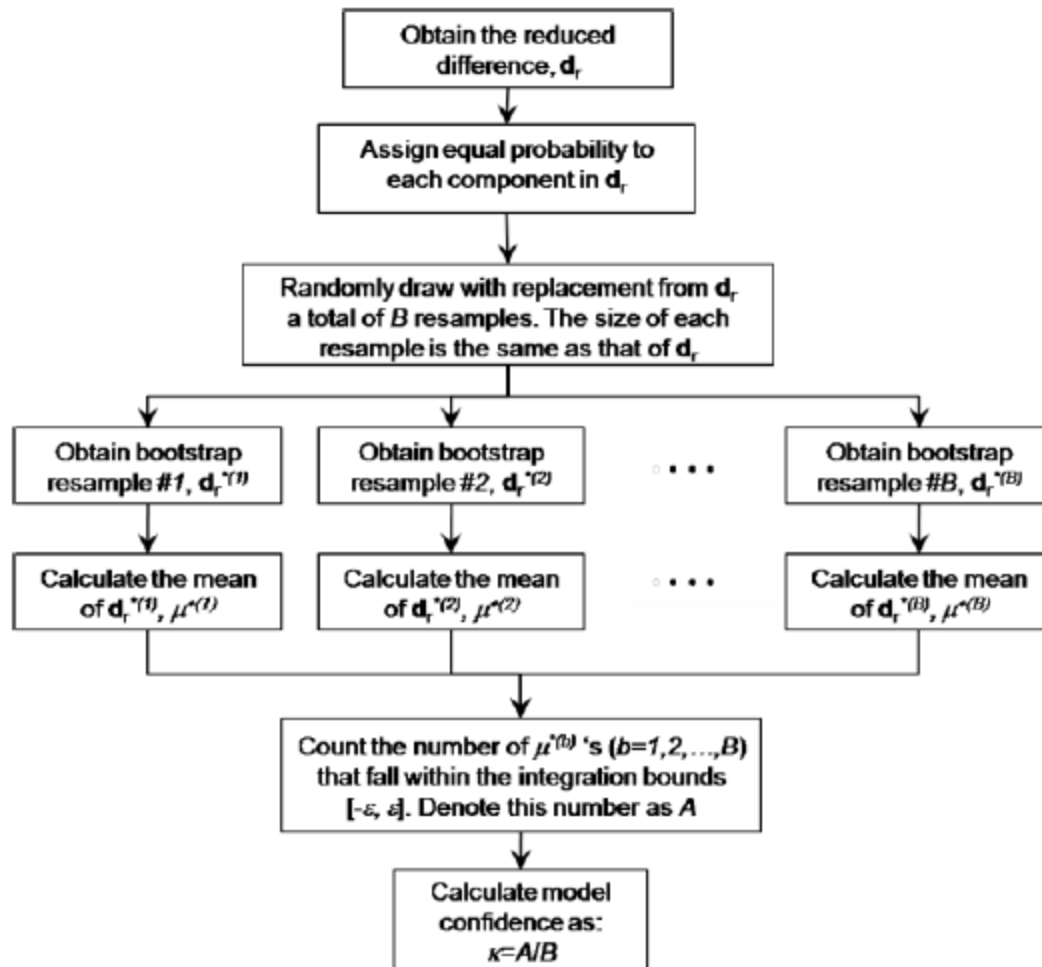 Obtain the reduced
difference, dᵣ
Assign equal probability to
each component in dᵣ
Randomly draw with replacement from dᵣ
a total of B resamples. The size of each
resample is the same as that of dᵣ
Obtain bootstrap
resample #1, dᵣ*(1)
Obtain bootstrap
resample #2, dᵣ*(2)
Obtain bootstrap
resample #B, dᵣ*(B)
Calculate the mean
of dᵣ*(1), μ*(1)
Calculate the mean
of dᵣ*(2), μ*(2)
Calculate the mean
of dᵣ*(B), μ*(B)
Count the number of μ*(b) 's (b=1,2,...,B)
that fall within the integration bounds
[-ε, ε]. Denote this number as A
Calculate model
confidence as:
κ=A/B